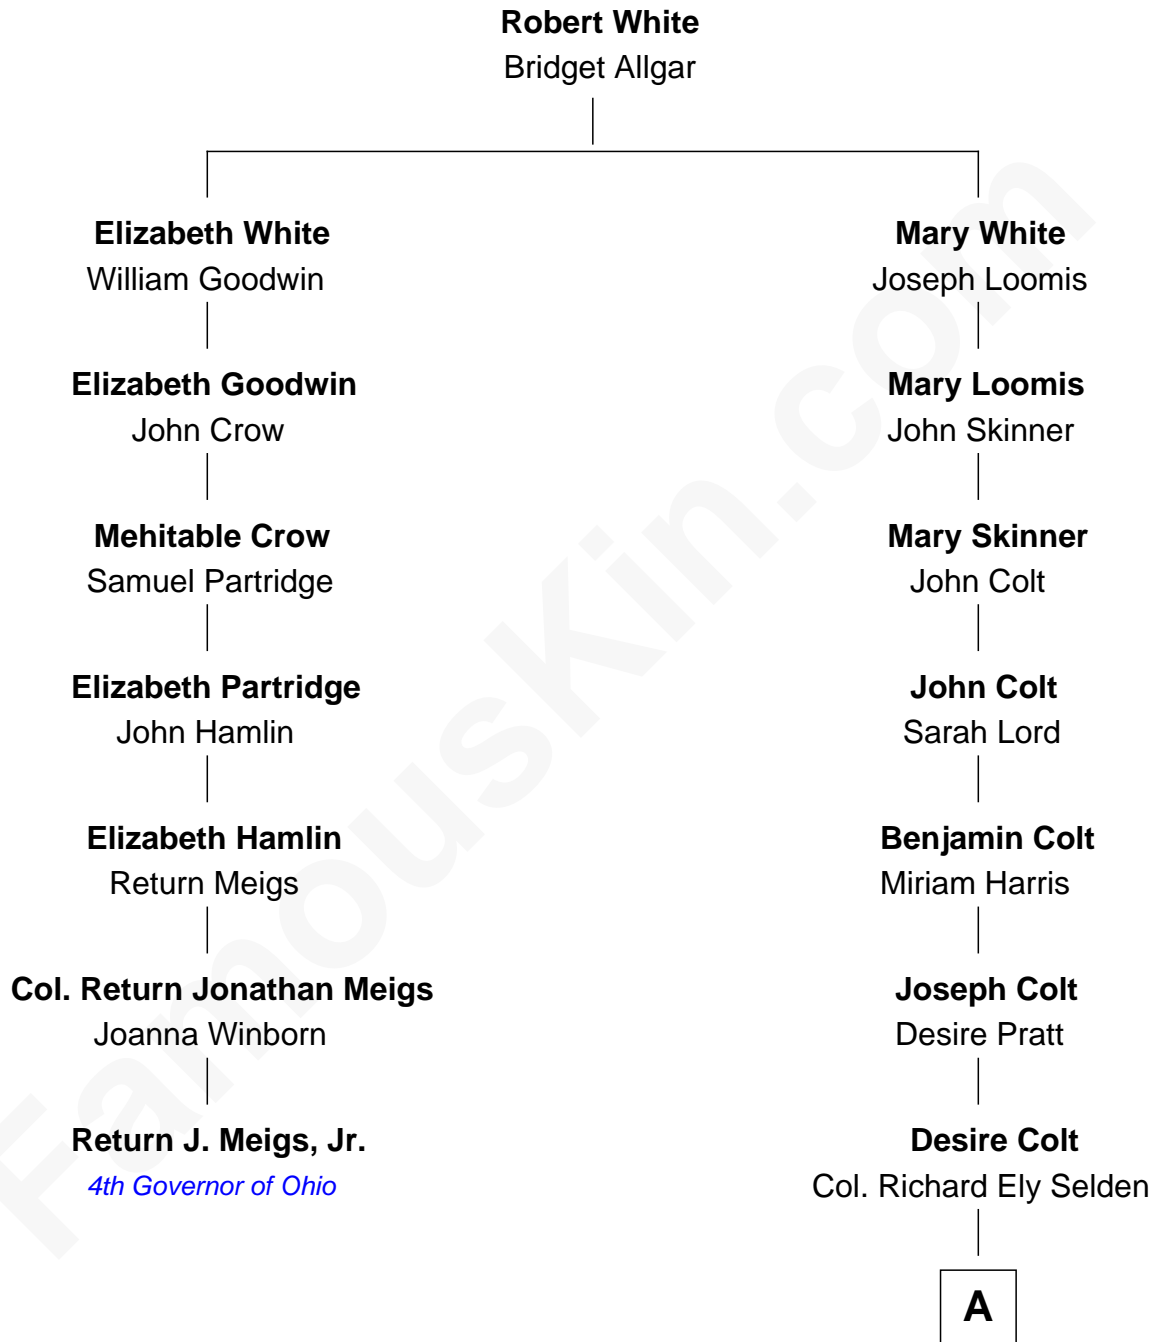 Robert White
Bridget Allgar
Elizabeth White
William Goodwin
Mary White
Joseph Loomis
Elizabeth Goodwin
John Crow
Mary Loomis
John Skinner
Mehitable Crow
Samuel Partridge
Mary Skinner
John Colt
Elizabeth Partridge
John Hamlin
John Colt
Sarah Lord
Elizabeth Hamlin
Return Meigs
Benjamin Colt
Miriam Harris
Col. Return Jonathan Meigs
Joanna Winborn
Joseph Colt
Desire Pratt
Return J. Meigs, Jr.
4th Governor of Ohio
Desire Colt
Col. Richard Ely Selden
A
FamousKin.com